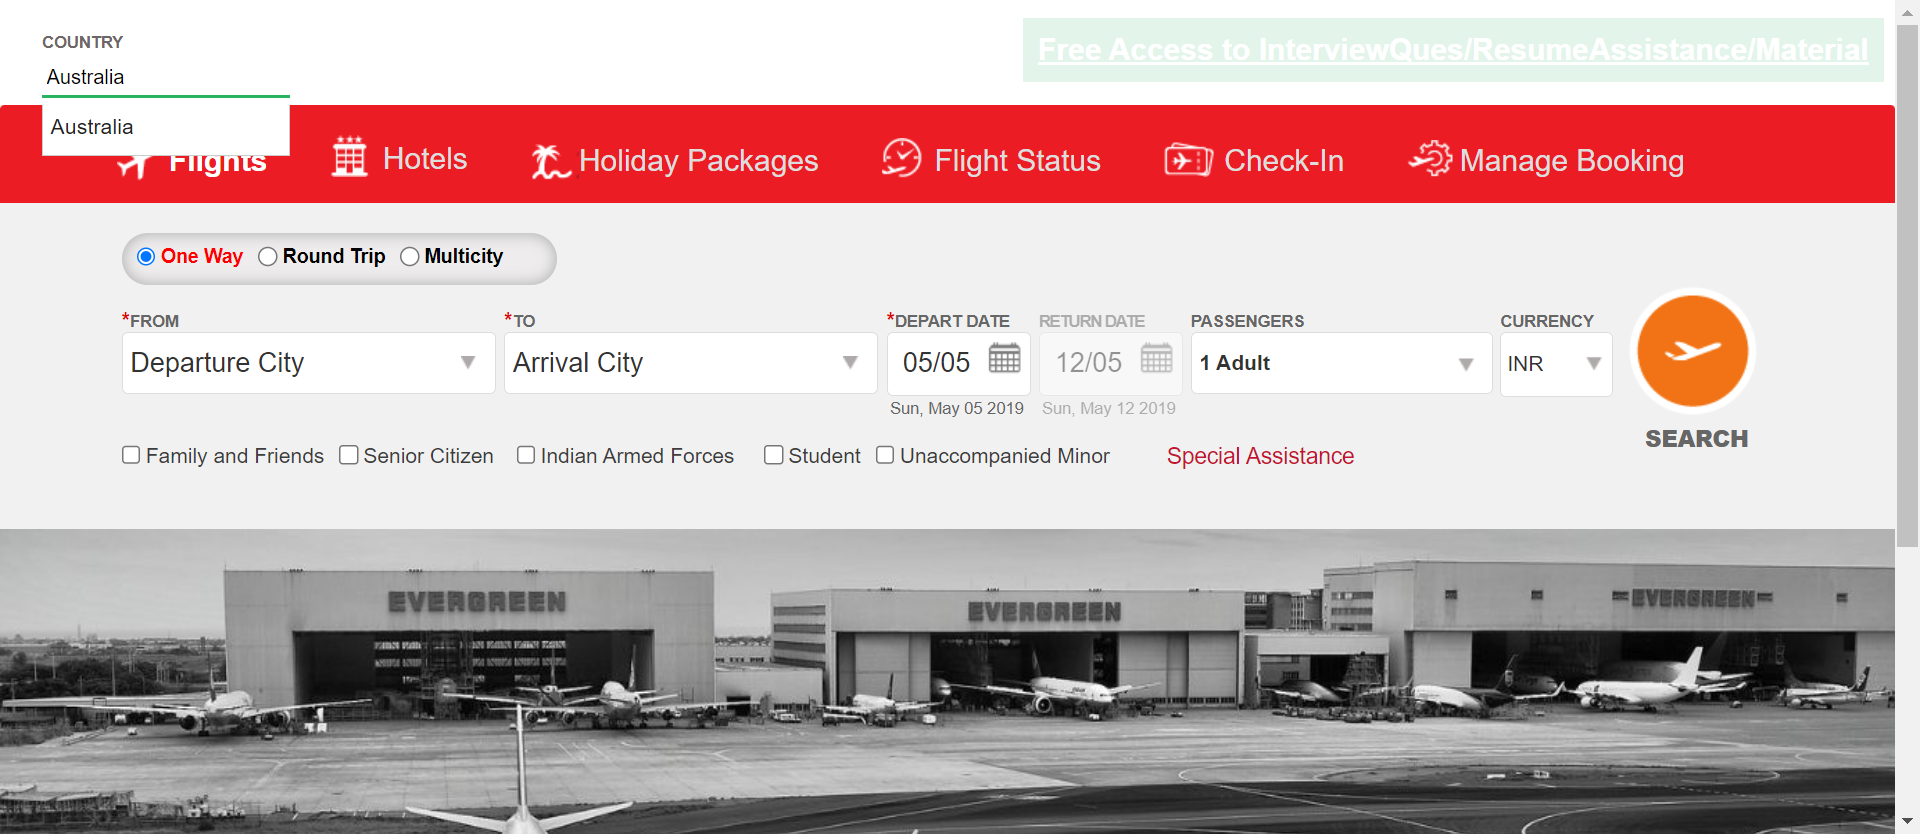 COUNTRY
Free Access to InterviewQues/ResumeAssistance/Material
Australia
Australia
Flights
Hotels
Holiday Packages
Flight Status
Check-In
Manage Booking
One Way
Round Trip
Multicity
*FROM
*TO
*DEPART DATE
RETURN DATE
PASSENGERS
CURRENCY
Departure City
Arrival City
05/05
12/05
1 Adult
INR
Sun, May 05 2019
Sun, May 12 2019
SEARCH
Family and Friends
Senior Citizen
Indian Armed Forces
Student
Unaccompanied Minor
Special Assistance
EVERGREEN
EVERGREEN
EVERGREEN